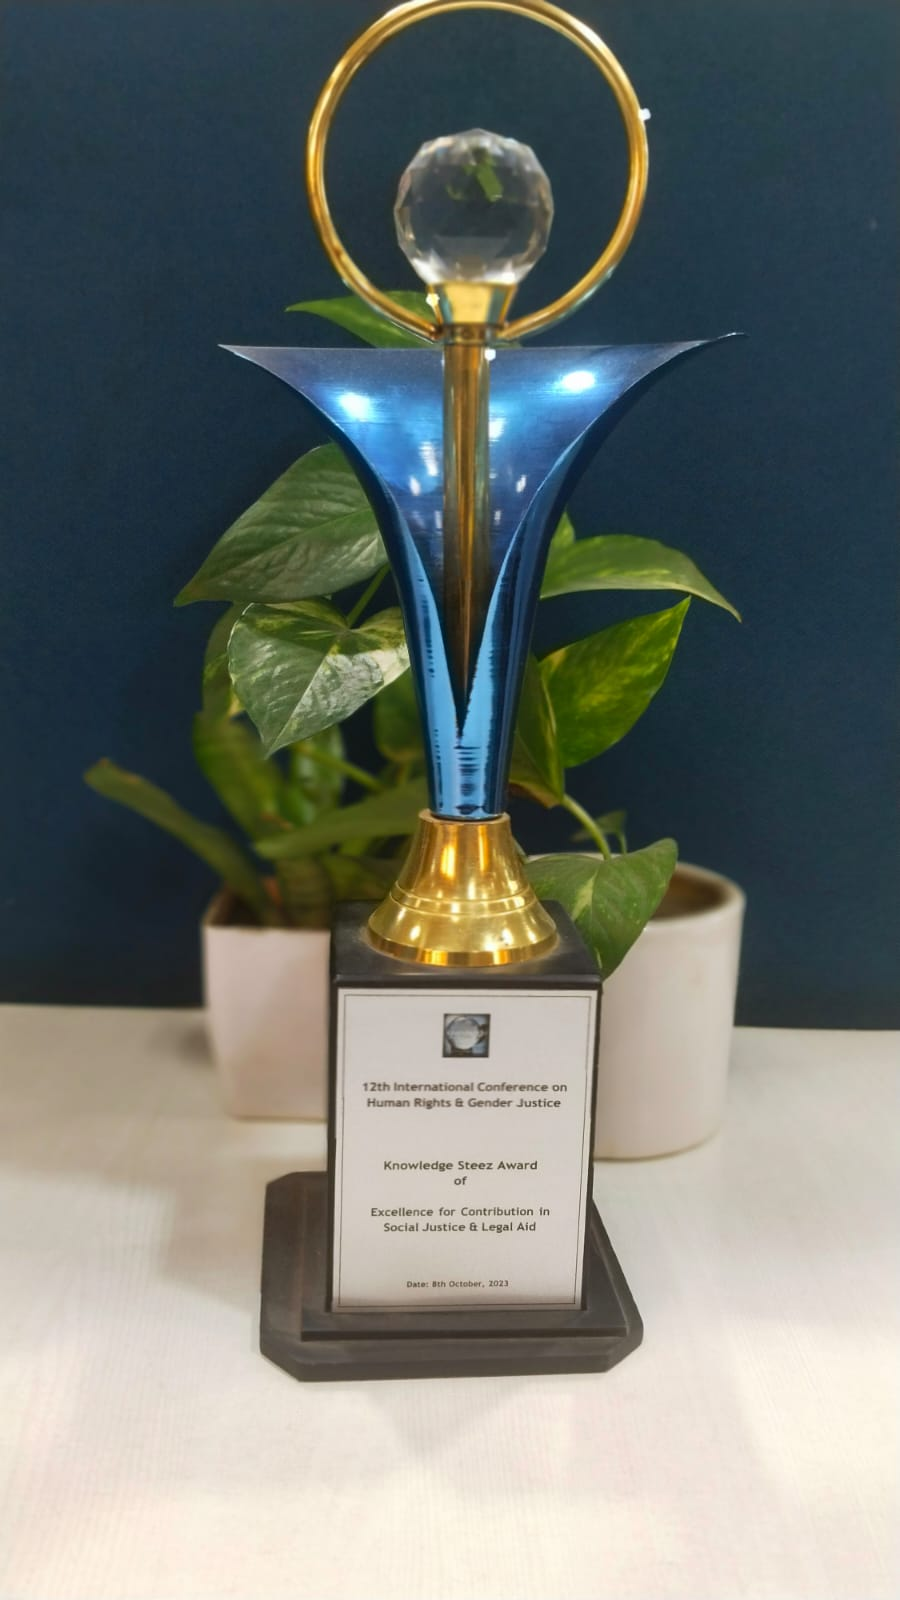 12th International Conference on
Human Rights & Gender Justice
Knowledge Steez Award
of
Excellence for Contribution in
Social Justice & Legal Aid
Date: 8th October, 2023